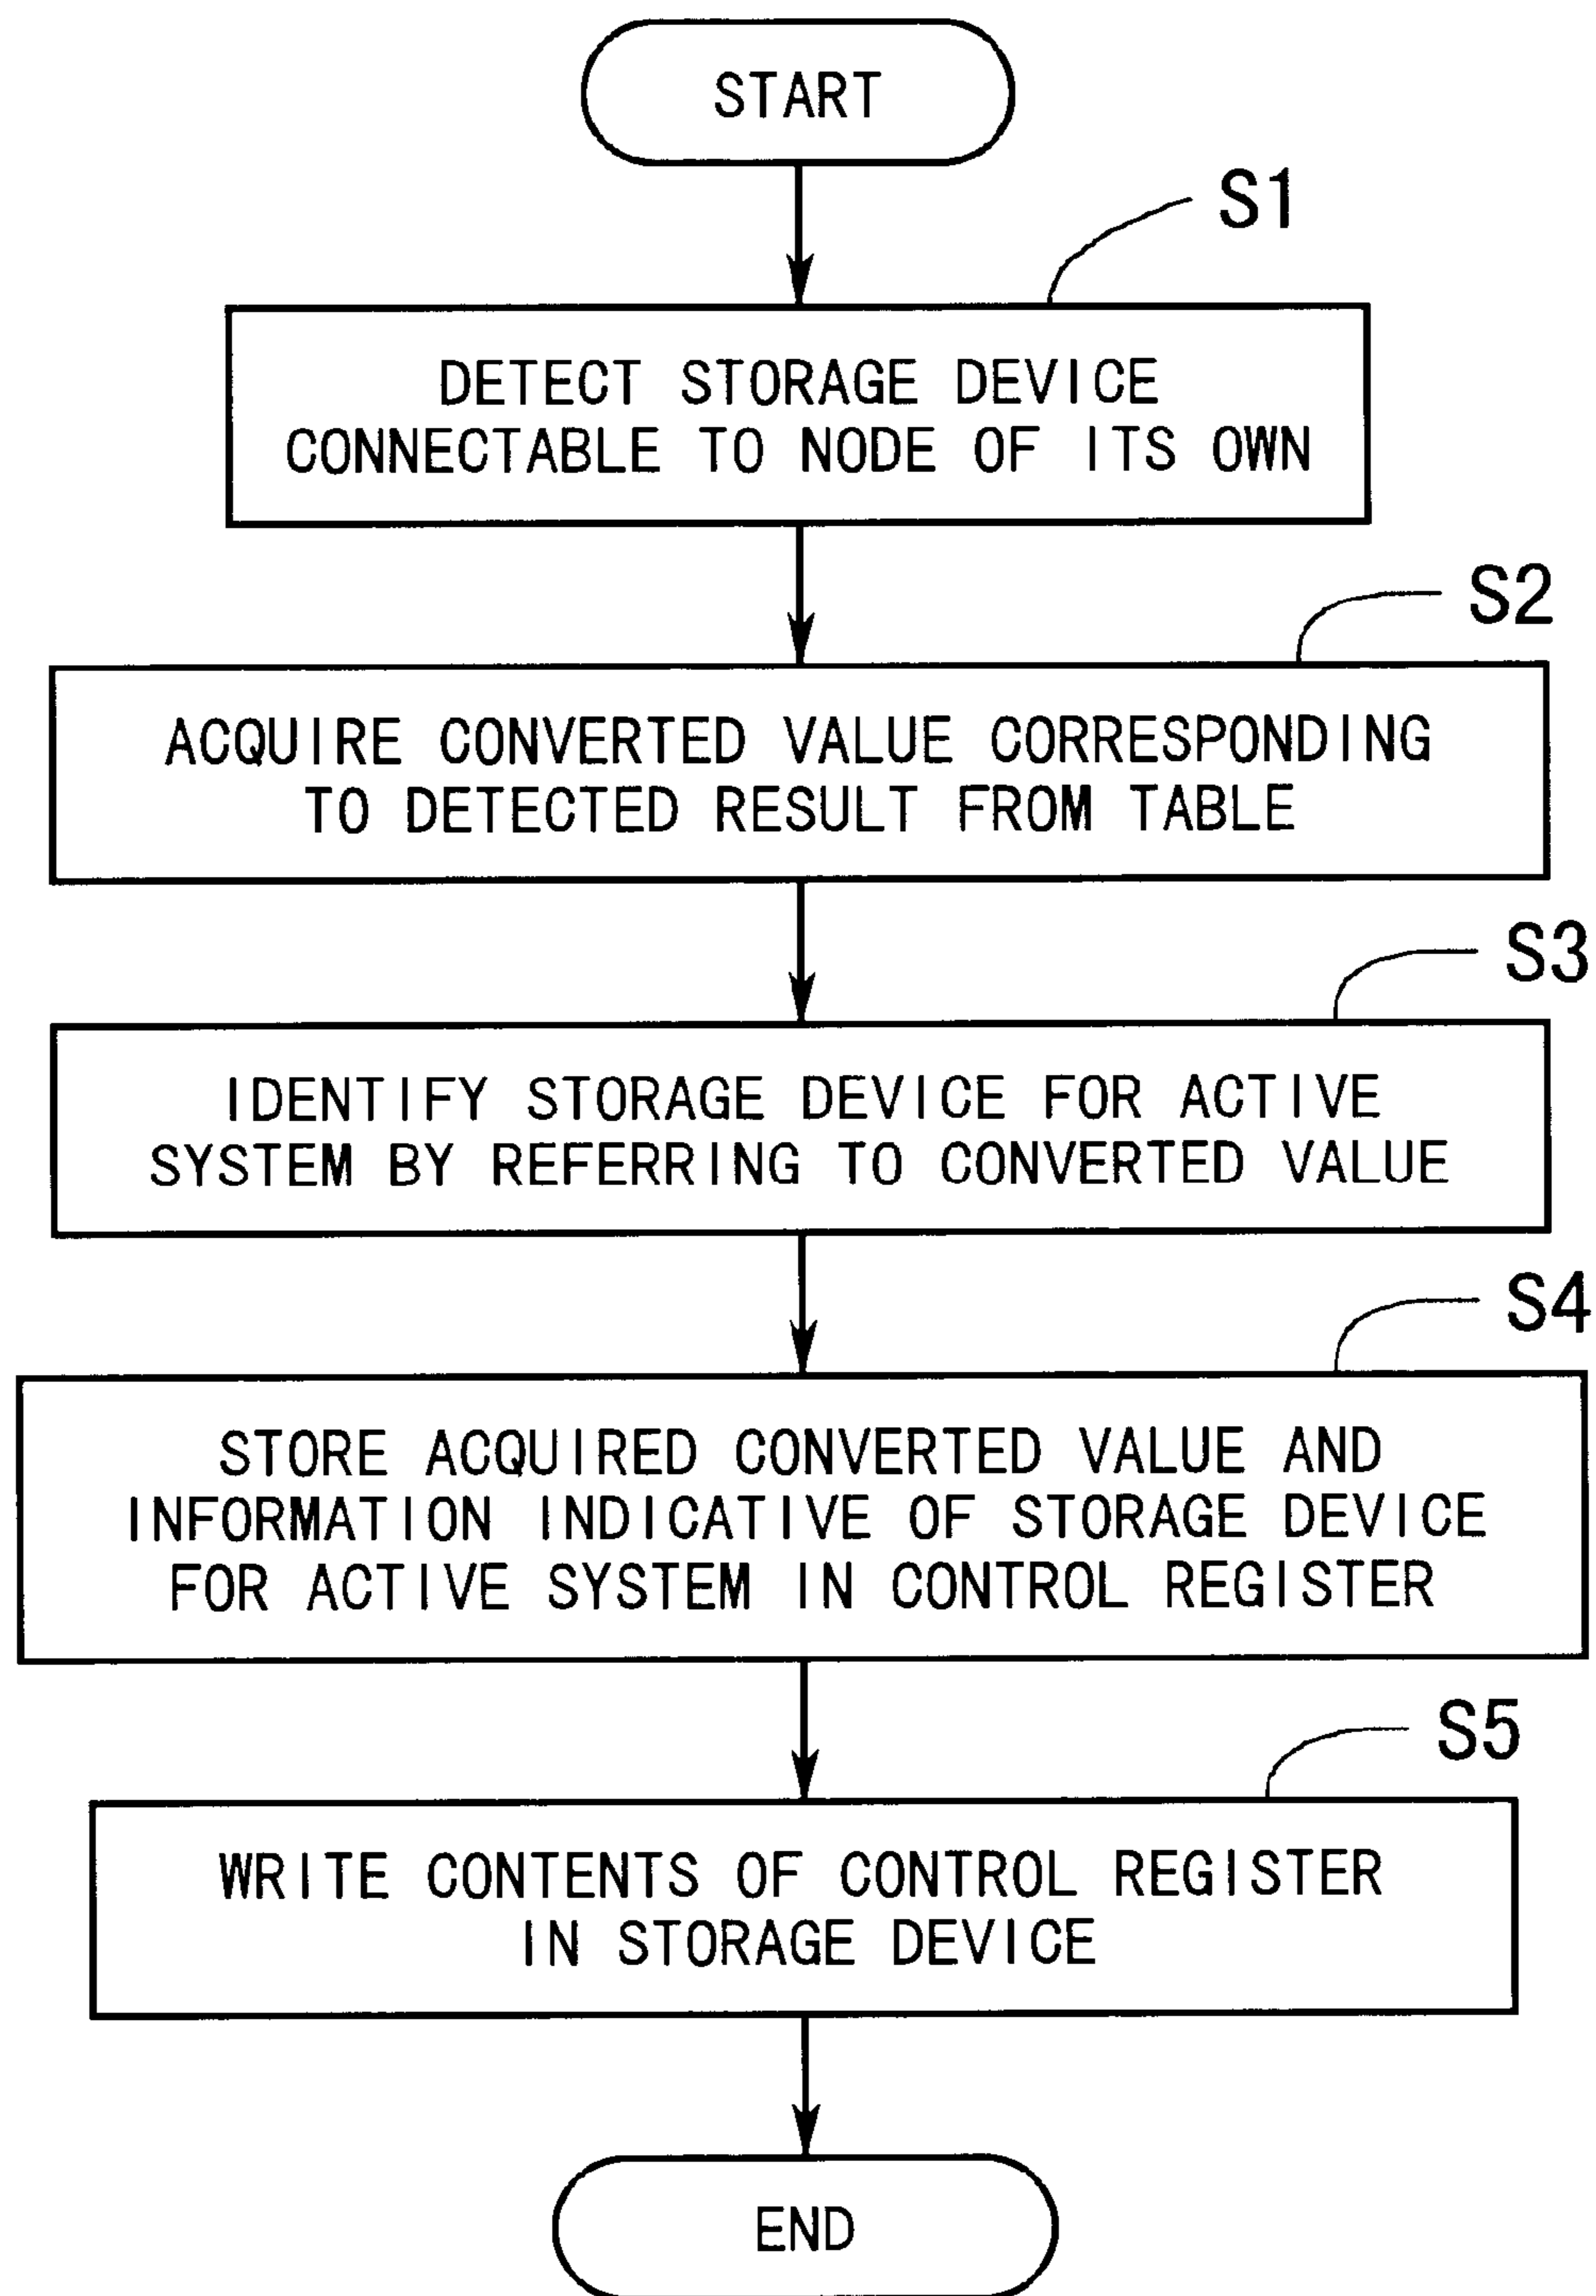 START
S1
DETECT STORAGE DEVICE
CONNECTABLE TO NODE OF ITS OWN
S2
ACQUIRE CONVERTED VALUE CORRESPONDING
TO DETECTED RESULT FROM TABLE
S3
IDENTIFY STORAGE DEVICE FOR ACTIVE
SYSTEM BY REFERRING TO CONVERTED VALUE
S4
STORE ACQUIRED CONVERTED VALUE AND
INFORMATION INDICATIVE OF STORAGE DEVICE
FOR ACTIVE SYSTEM IN CONTROL REGISTER
S5
WRITE CONTENTS OF CONTROL REGISTER
IN STORAGE DEVICE
END